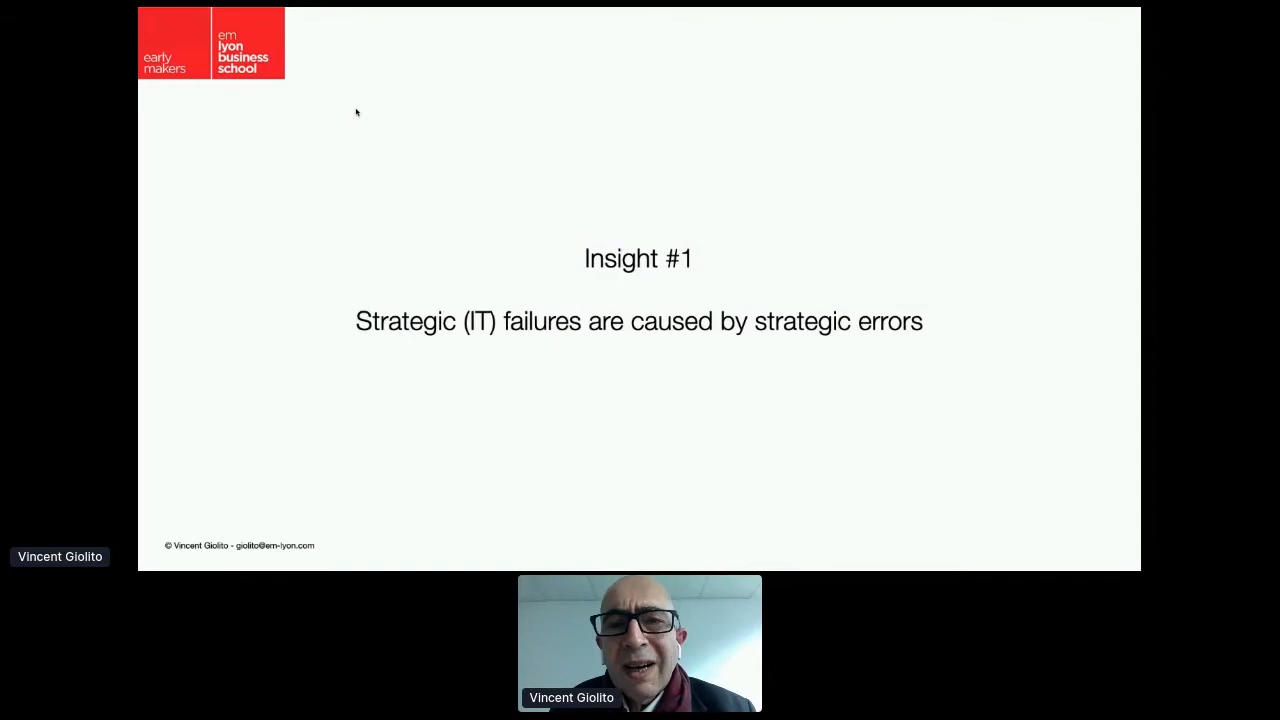 early
makers
em
lyon
business
school
Insight #1
Strategic (IT) failures are caused by strategic errors
© Vincent Giolito - giolito@em-lyon.com
Vincent Giolito
Vincent Giolito